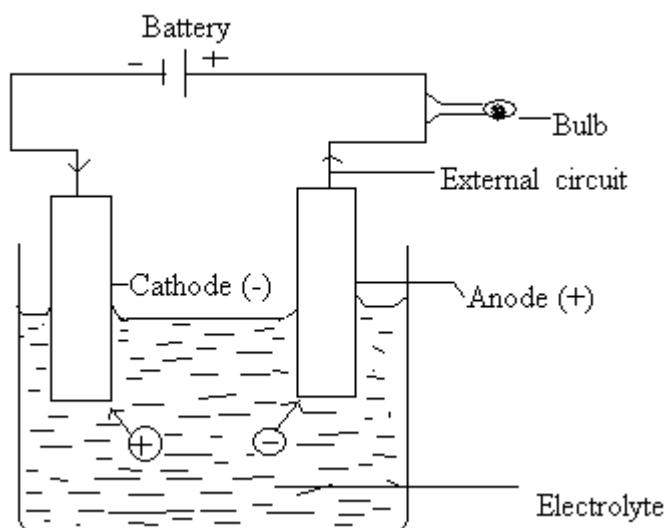 Battery
- +
Bulb
External circuit
Cathode (-)
Anode (+)
+ -
Electrolyte